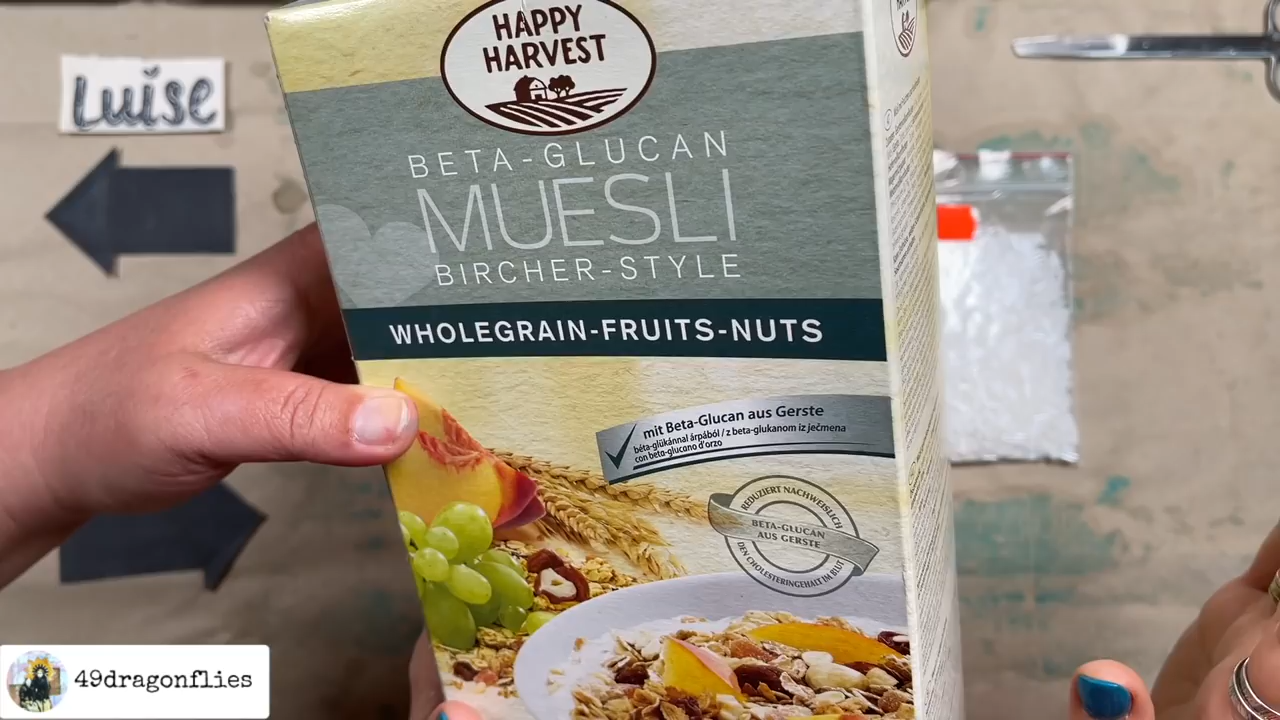 HAPPY
HARVEST
Luise
BETA-GLUCAN
MUESLI
BIRCHER-STYLE
WHOLEGRAIN-FRUITS-NUTS
mit Beta-Glucan aus Gerste
béta-glükánnal árpából / z beta-glukanom iz ječmena
con beta-glucano d'orzo
REDUZIERT NACHWEISLICH
BETA-GLUCAN
AUS GERSTE
DEN CHOLESTERINGEHALT IM BLUT
49dragonflies